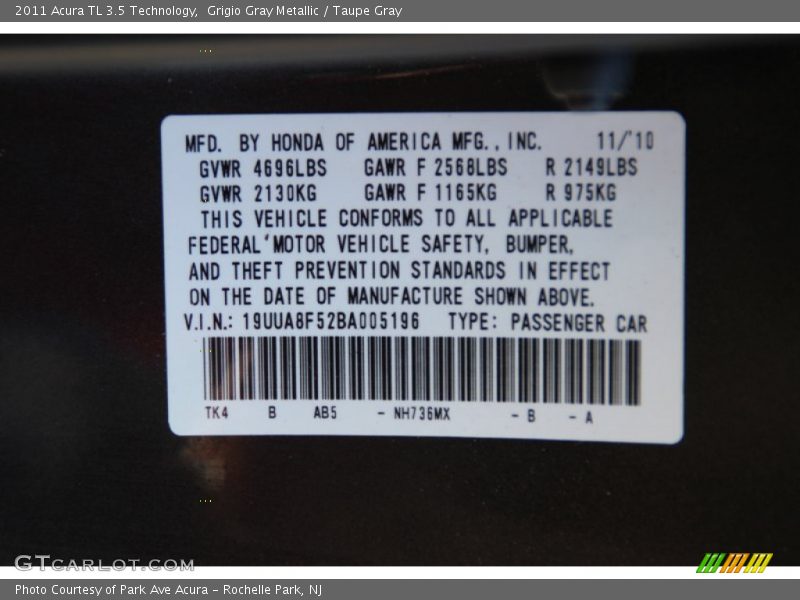 2011 Acura TL 3.5 Technology,  Grigio Gray Metallic / Taupe Gray
MFD. BY HONDA OF AMERICA MFG., INC. 11/'10
GVWR 4696LBS GAWR F 2568LBS R 2149LBS
GVWR 2130KG GAWR F 1165KG R 975KG
THIS VEHICLE CONFORMS TO ALL APPLICABLE
FEDERAL MOTOR VEHICLE SAFETY, BUMPER,
AND THEFT PREVENTION STANDARDS IN EFFECT
ON THE DATE OF MANUFACTURE SHOWN ABOVE.
V.I.N.: 19UUA8F52BA005196 TYPE: PASSENGER CAR
TK4 B AB5 - NH736MX - B - A
GTCARLOT.COM
Photo Courtesy of Park Ave Acura - Rochelle Park, NJ